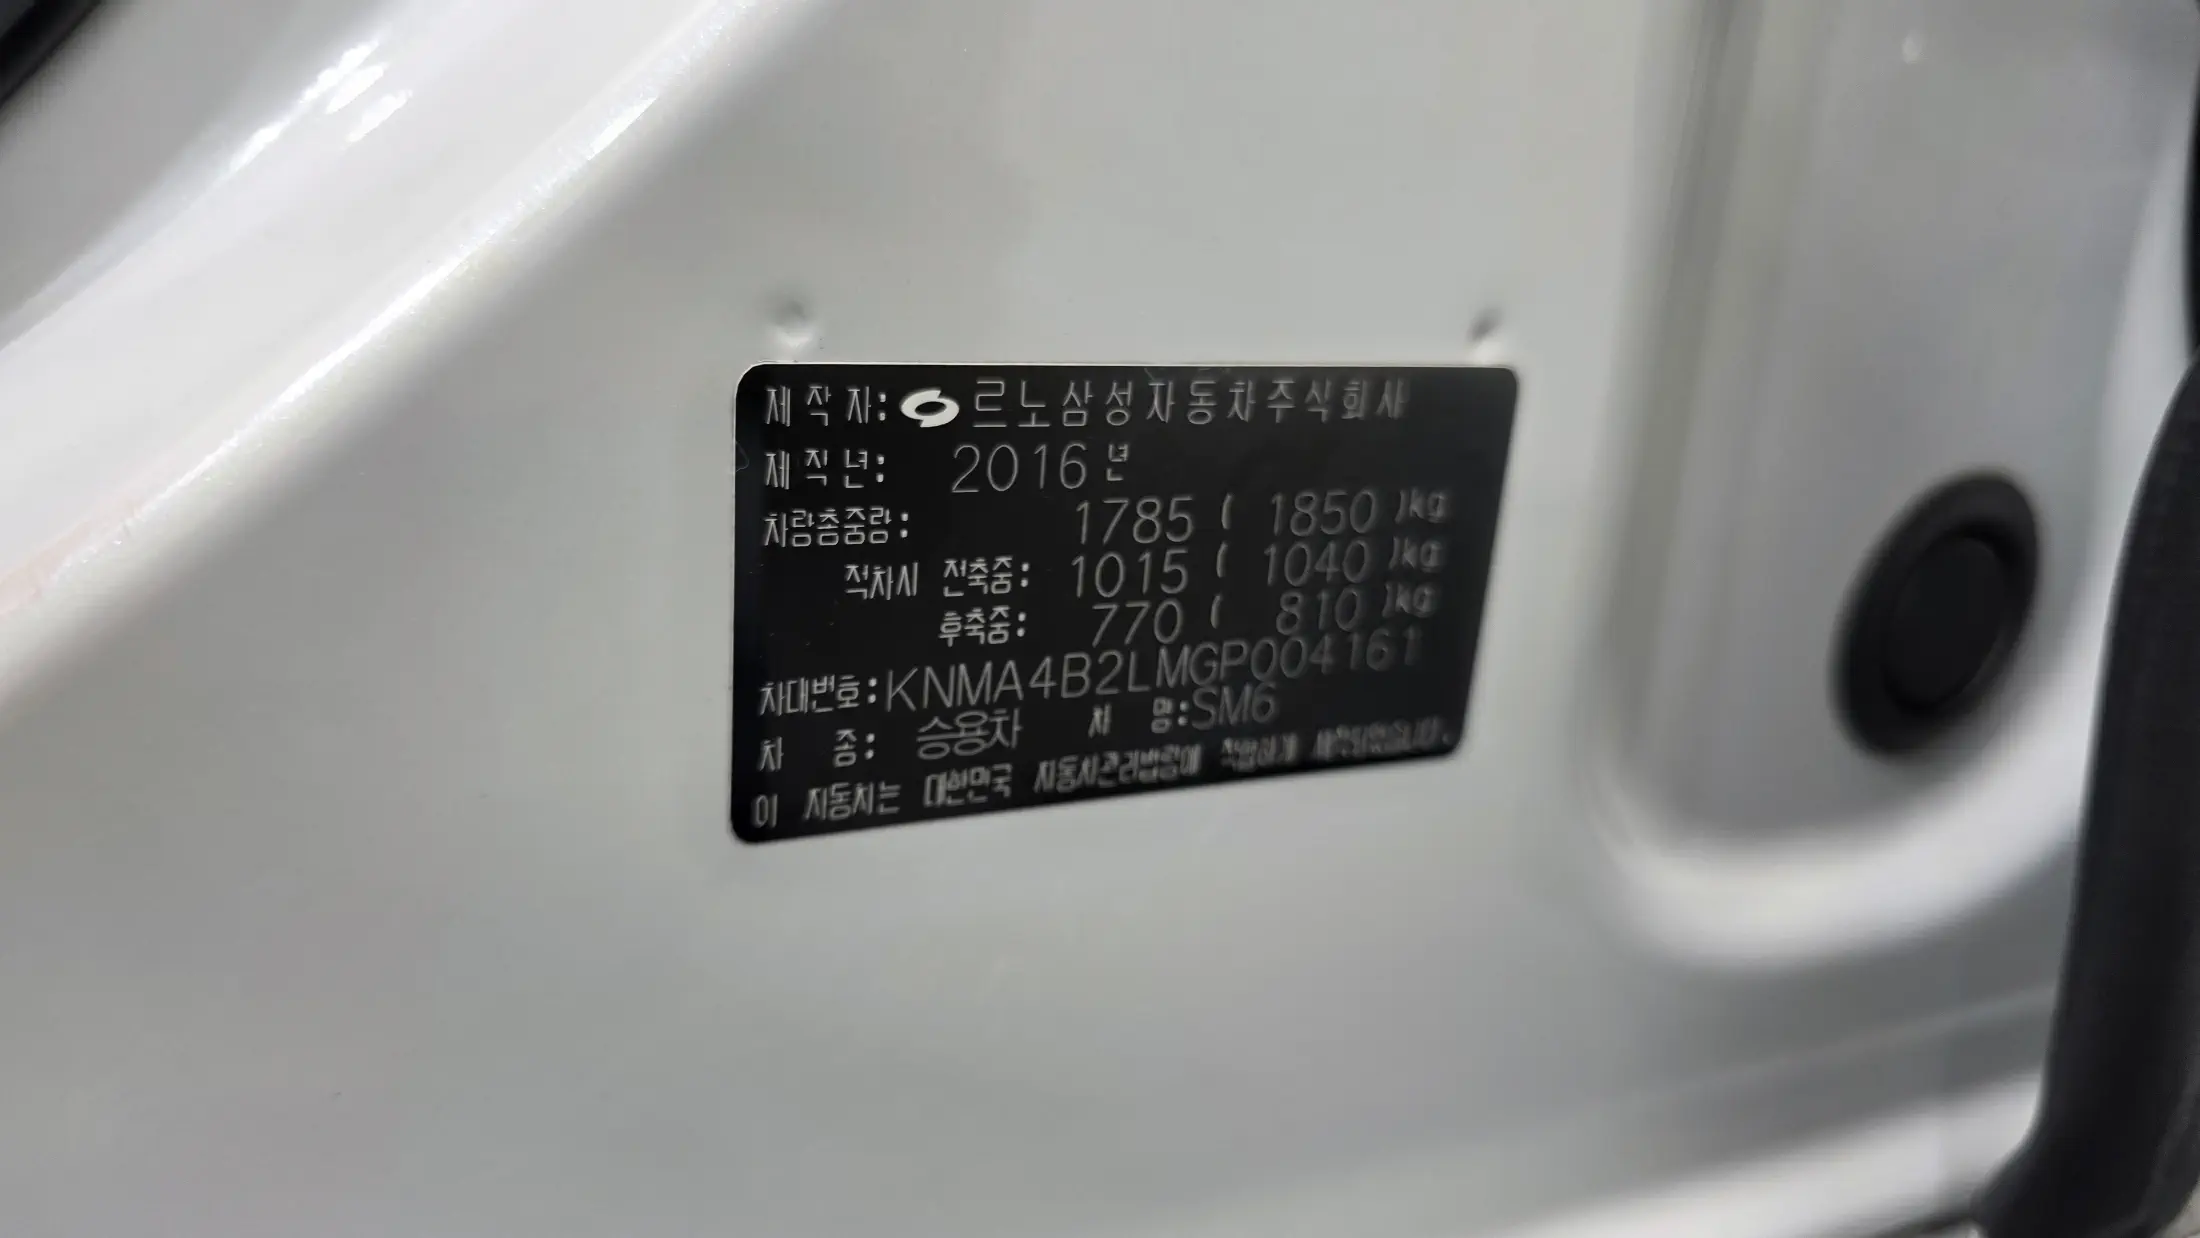 제 작 자: 르노삼성자동차주식회사
제 작 년: 2016년
차량총중량: 1785 ( 1850 )kg
적차시 전축중: 1015 ( 1040 )kg
후축중: 770 ( 810 )kg
차대번호:KNMA4B2LMGP004161
차 종: 승용차 차 명:SM6
이 자동차는 대한민국 자동차관리법령에 적합하게 제작되었습니다.